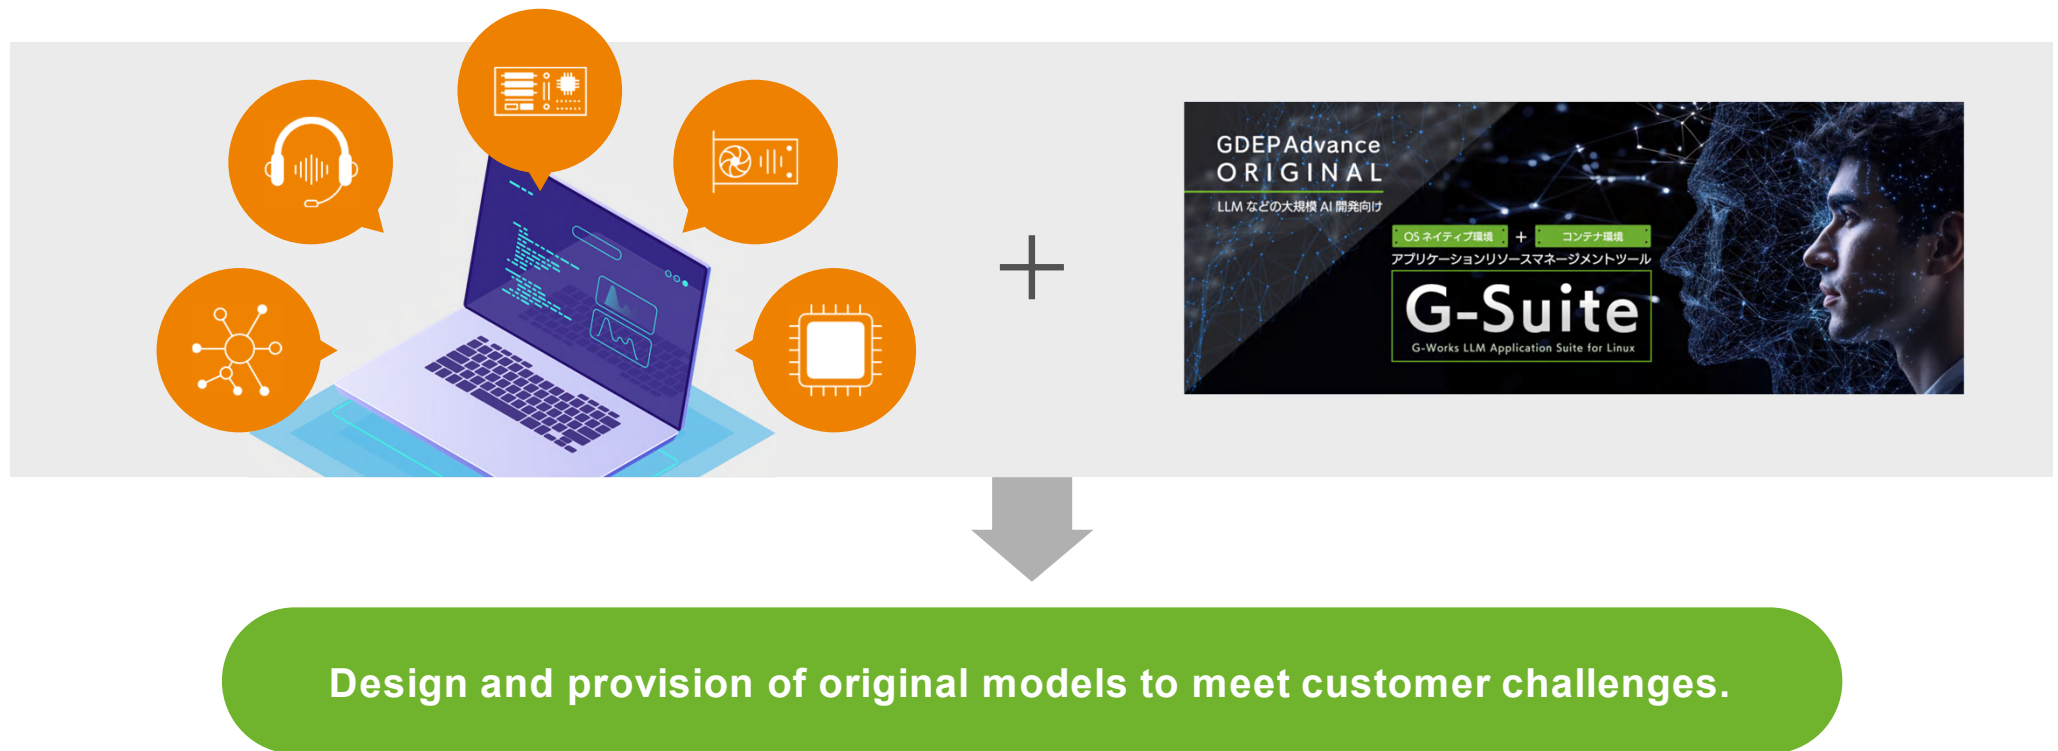 GDEPAdvance
ORIGINAL
LLM などの大規模 AI 開発向け
OS ネイティブ環境 + コンテナ環境
アプリケーションリソースマネージメントツール
G-Suite
G-Works LLM Application Suite for Linux
Design and provision of original models to meet customer challenges.